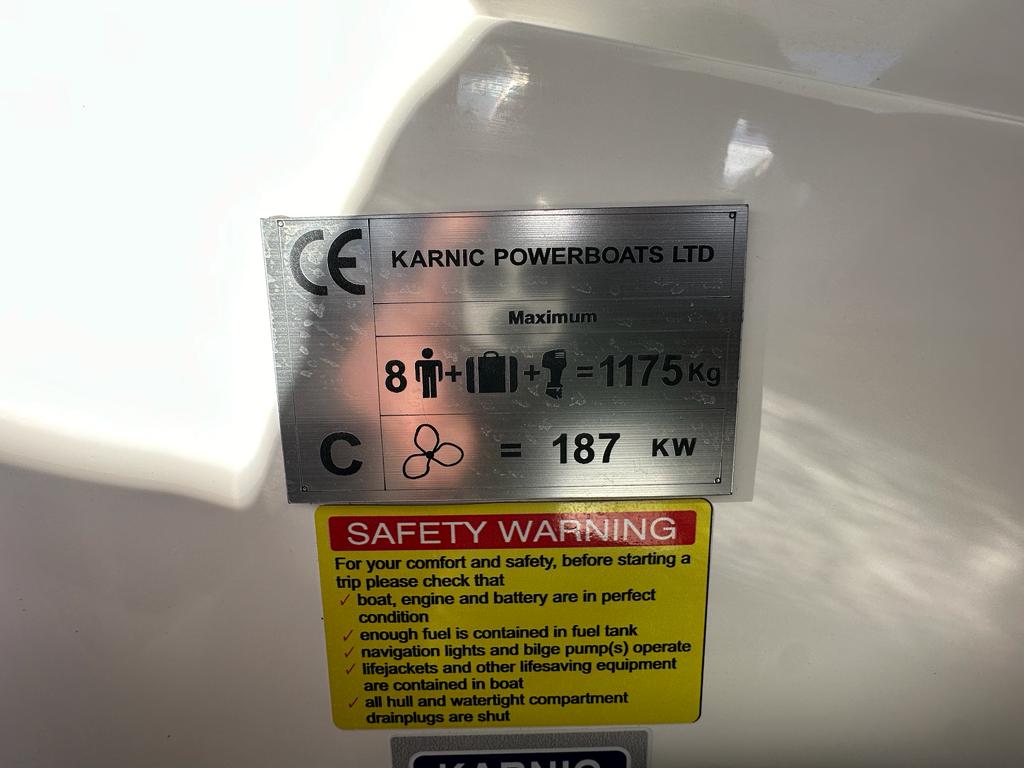 CE KARNIC POWERBOATS LTD
Maximum
8 + + = 1175 Kg
C = 187 KW
SAFETY WARNING
For your comfort and safety, before starting a
trip please check that
✓ boat, engine and battery are in perfect
condition
✓ enough fuel is contained in fuel tank
✓ navigation lights and bilge pump(s) operate
✓ lifejackets and other lifesaving equipment
are contained in boat
✓ all hull and watertight compartment
drainplugs are shut
KARNIC